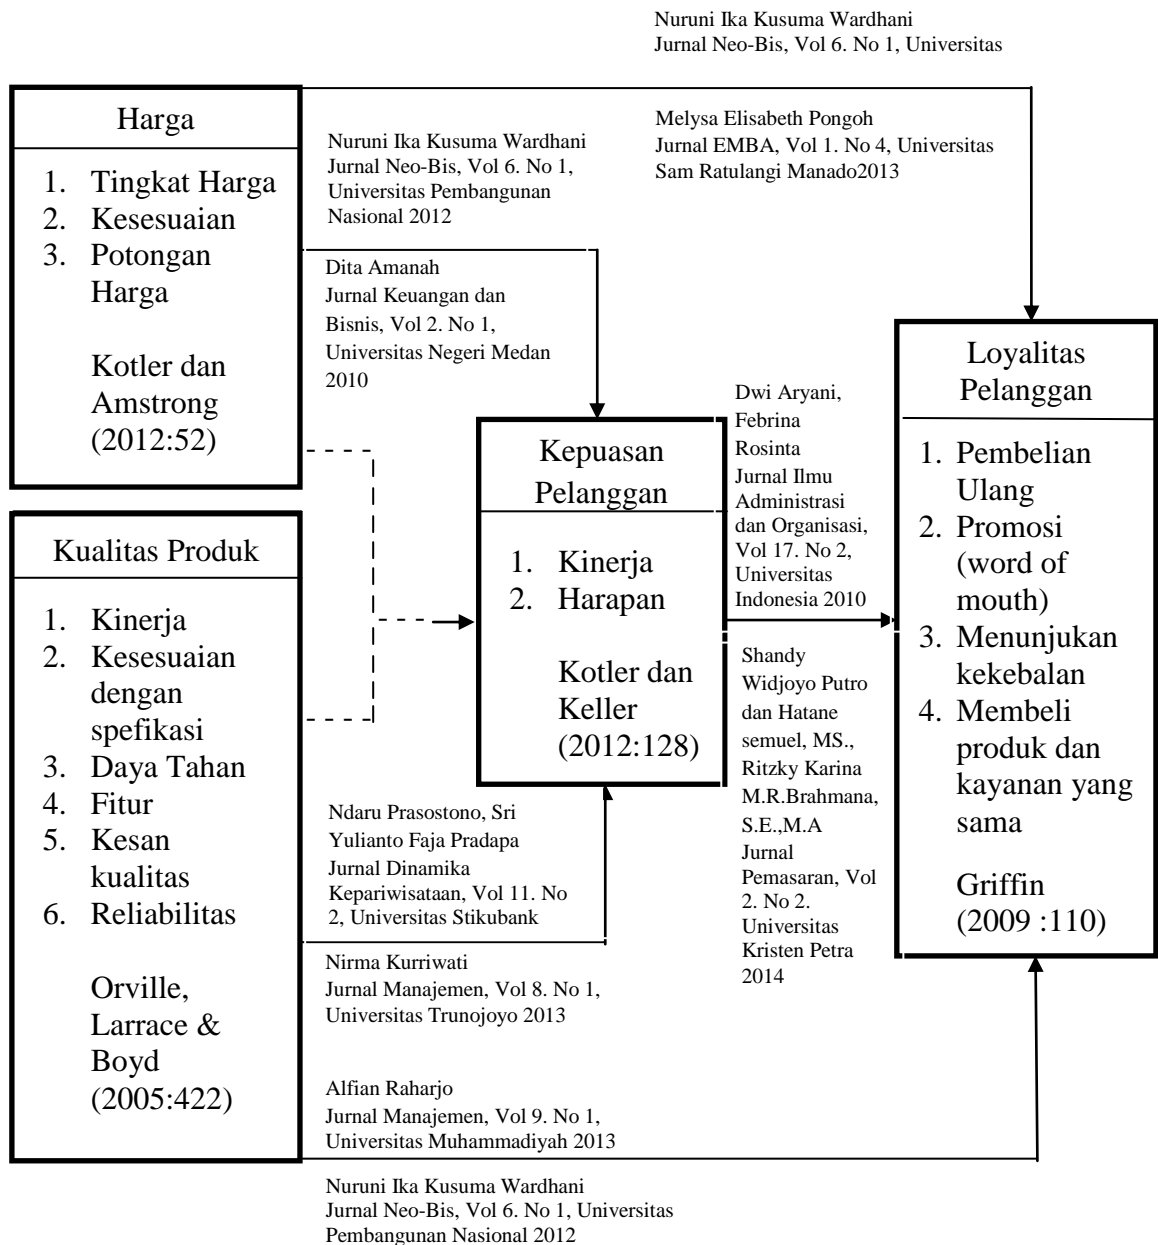 Nuruni Ika Kusuma Wardhani
Jurnal Neo-Bis, Vol 6. No 1, Universitas
Harga
1. Tingkat Harga
2. Kesesuaian
3. Potongan
Harga
Kotler dan
Amstrong
(2012:52)
Nuruni Ika Kusuma Wardhani
Jurnal Neo-Bis, Vol 6. No 1,
Universitas Pembangunan
Nasional 2012
Melysa Elisabeth Pongoh
Jurnal EMBA, Vol 1. No 4, Universitas
Sam Ratulangi Manado2013
Dita Amanah
Jurnal Keuangan dan
Bisnis, Vol 2. No 1,
Universitas Negeri Medan
2010
Kualitas Produk
1. Kinerja
2. Kesesuaian
dengan
spefikasi
3. Daya Tahan
4. Fitur
5. Kesan
kualitas
6. Reliabilitas
Orville,
Larrace &
Boyd
(2005:422)
Kepuasan
Pelanggan
1. Kinerja
2. Harapan
Kotler dan
Keller
(2012:128)
Dwi Aryani,
Febrina
Rosinta
Jurnal Ilmu
Administrasi
dan Organisasi,
Vol 17. No 2,
Universitas
Indonesia 2010
Shandy
Widjoyo Putro
dan Hatane
semuel, MS.,
Ritzky Karina
M.R.Brahmana,
S.E.,M.A
Jurnal
Pemasaran, Vol
2. No 2.
Universitas
Kristen Petra
2014
Loyalitas
Pelanggan
1. Pembelian
Ulang
2. Promosi
(word of
mouth)
3. Menunjukan
kekebalan
4. Membeli
produk dan
kayanan yang
sama
Griffin
(2009 :110)
Ndaru Prasostono, Sri
Yulianto Faja Pradapa
Jurnal Dinamika
Kepariwisataan, Vol 11. No
2, Universitas Stikubank
Nirma Kurriwati
Jurnal Manajemen, Vol 8. No 1,
Universitas Trunojoyo 2013
Alfian Raharjo
Jurnal Manajemen, Vol 9. No 1,
Universitas Muhammadiyah 2013
Nuruni Ika Kusuma Wardhani
Jurnal Neo-Bis, Vol 6. No 1, Universitas
Pembangunan Nasional 2012